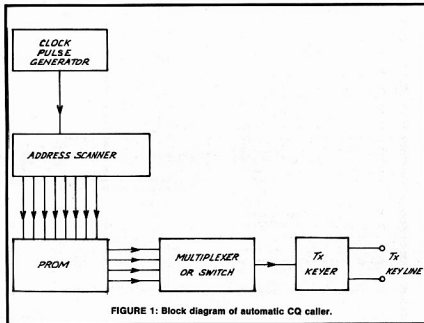 CLOCK
PULSE
GENERATOR
ADDRESS SCANNER
PROM
MULTIPLEXER
OR SWITCH
TX
KEYER
TX
KEY LINE
FIGURE 1: Block diagram of automatic CQ caller.